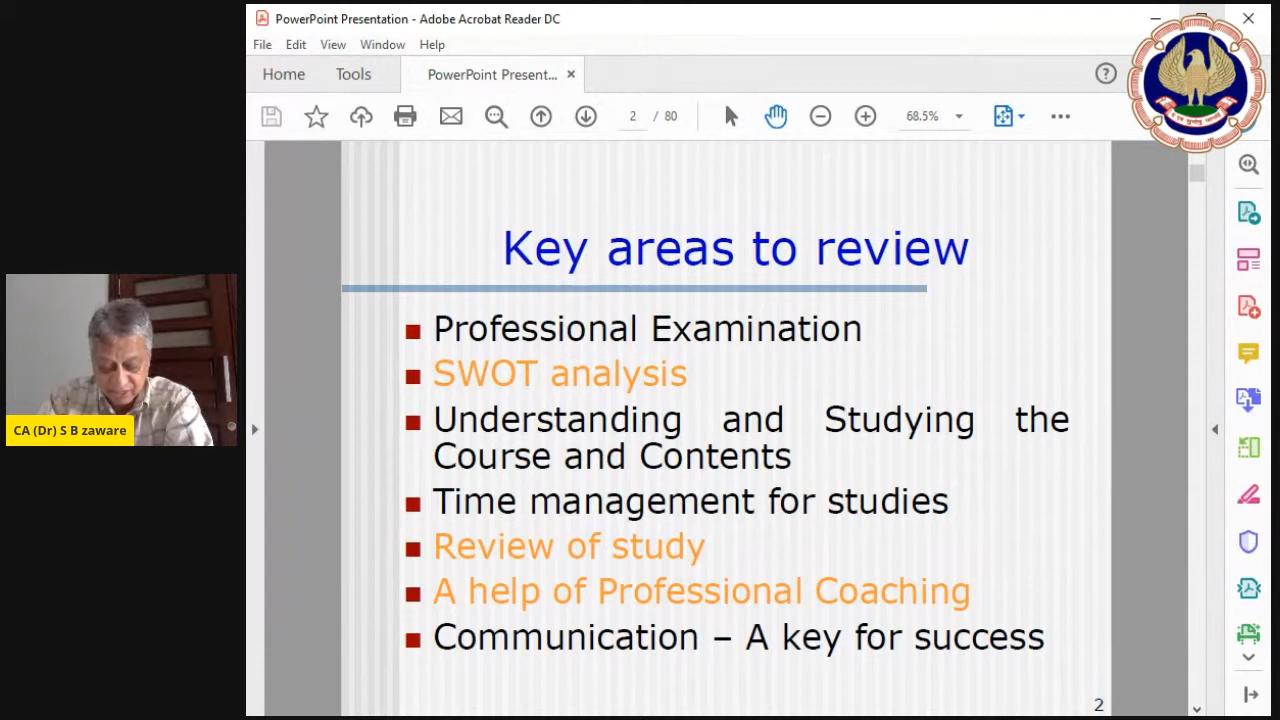 PowerPoint Presentation - Adobe Acrobat Reader DC
File Edit View Window Help
Home Tools PowerPoint Present... ×
2 / 80 68.5%
Key areas to review
Professional Examination
SWOT analysis
Understanding and Studying the
Course and Contents
Time management for studies
Review of study
A help of Professional Coaching
Communication – A key for success
2
CA (Dr) S B zaware